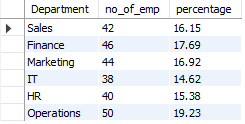 Department no_of_emp percentage
Sales 42 16.15
Finance 46 17.69
Marketing 44 16.92
IT 38 14.62
HR 40 15.38
Operations 50 19.23